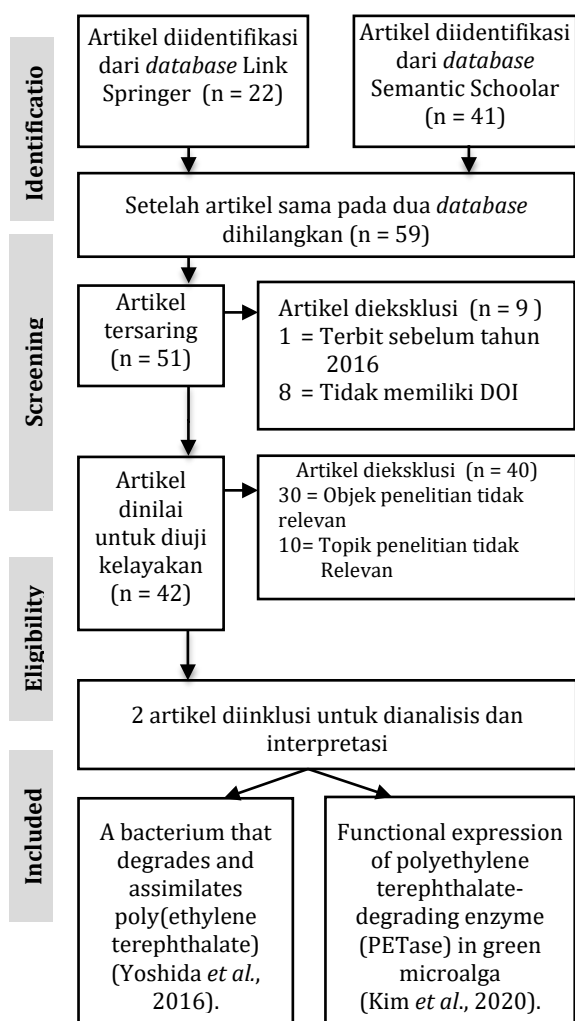 Identificatio
Artikel diidentifikasi
dari database Link
Springer (n = 22)
Artikel diidentifikasi
dari database
Semantic Schoolar
(n = 41)
Setelah artikel sama pada dua database
dihilangkan (n = 59)
Screening
Artikel
tersaring
(n = 51)
Artikel dieksklusi (n = 9 )
1 = Terbit sebelum tahun
2016
8 = Tidak memiliki DOI
Artikel
dinilai
untuk diuji
kelayakan
(n = 42)
Artikel dieksklusi (n = 40)
30 = Objek penelitian tidak
relevan
10= Topik penelitian tidak
Relevan
Eligibility
2 artikel diinklusi untuk dianalisis dan
interpretasi
Included
A bacterium that
degrades and
assimilates
poly(ethylene
terephthalate)
(Yoshida et al.,
2016).
Functional expression
of polyethylene
terephthalate-
degrading enzyme
(PETase) in green
microalga
(Kim et al., 2020).